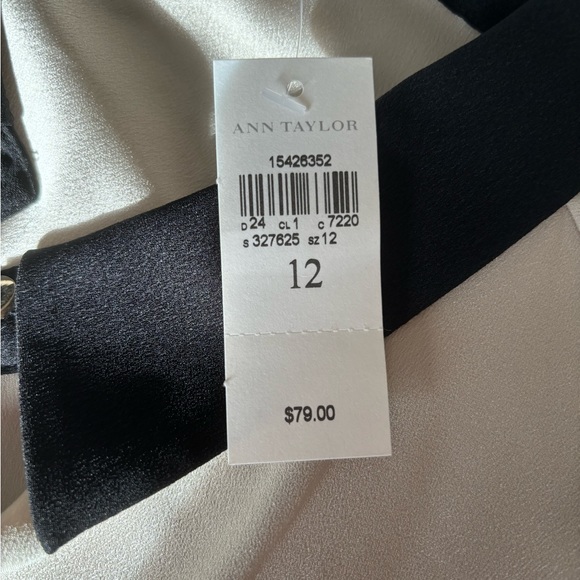 ANN TAYLOR
15426352
D 24 CL 1 C 7220
S 327625 SZ 12
12
$79.00